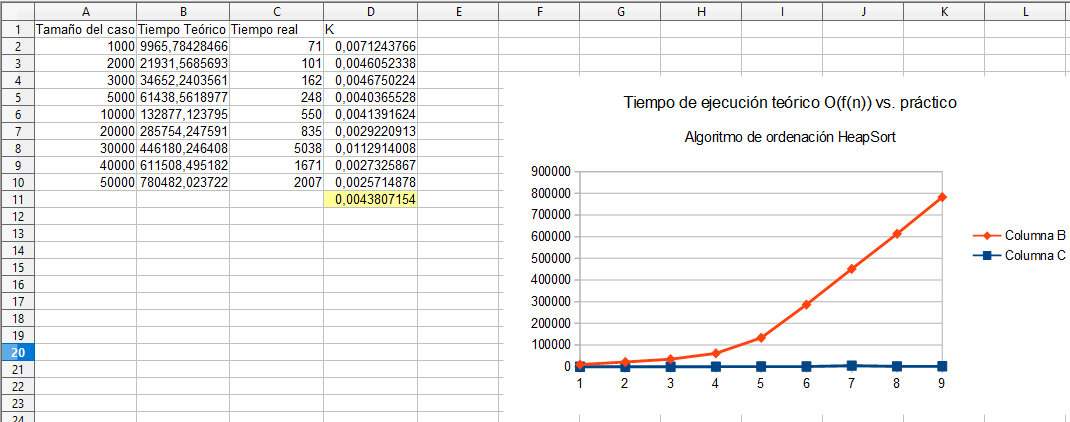 A B C D E F G H I J K L
1 Tamaño del caso Tiempo Teórico Tiempo real K
2 1000 9965,78428466 71 0,0071243766
3 2000 21931,5685693 101 0,0046052338
4 3000 34652,2403561 162 0,0046750224
5 5000 61438,5618977 248 0,0040365528
6 10000 132877,123795 550 0,0041391624
7 20000 285754,247591 835 0,0029220913
8 30000 446180,246408 5038 0,0112914008
9 40000 611508,495182 1671 0,0027325867
10 50000 780482,023722 2007 0,0025714878
11 0,0043807154
12
13
14
15
16
17
18
19
20
21
22
23
24
Tiempo de ejecución teórico O(f(n)) vs. práctico
Algoritmo de ordenación HeapSort
900000
800000
700000
600000
500000
400000
300000
200000
100000
0
1 2 3 4 5 6 7 8 9
Columna B
Columna C